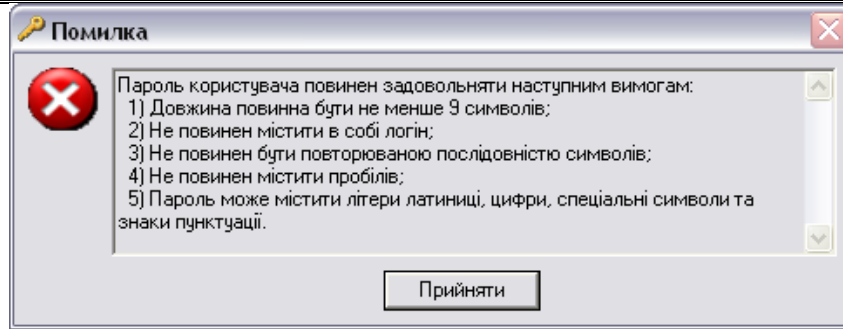 Помилка
Пароль користувача повинен задовольняти наступним вимогам:
1) Довжина повинна бути не менше 9 символів;
2) Не повинен містити в собі логін;
3) Не повинен бути повторюваною послідовністю символів;
4) Не повинен містити пробілів;
5) Пароль може містити літери латиниці, цифри, спеціальні символи та
знаки пунктуації.
Прийняти